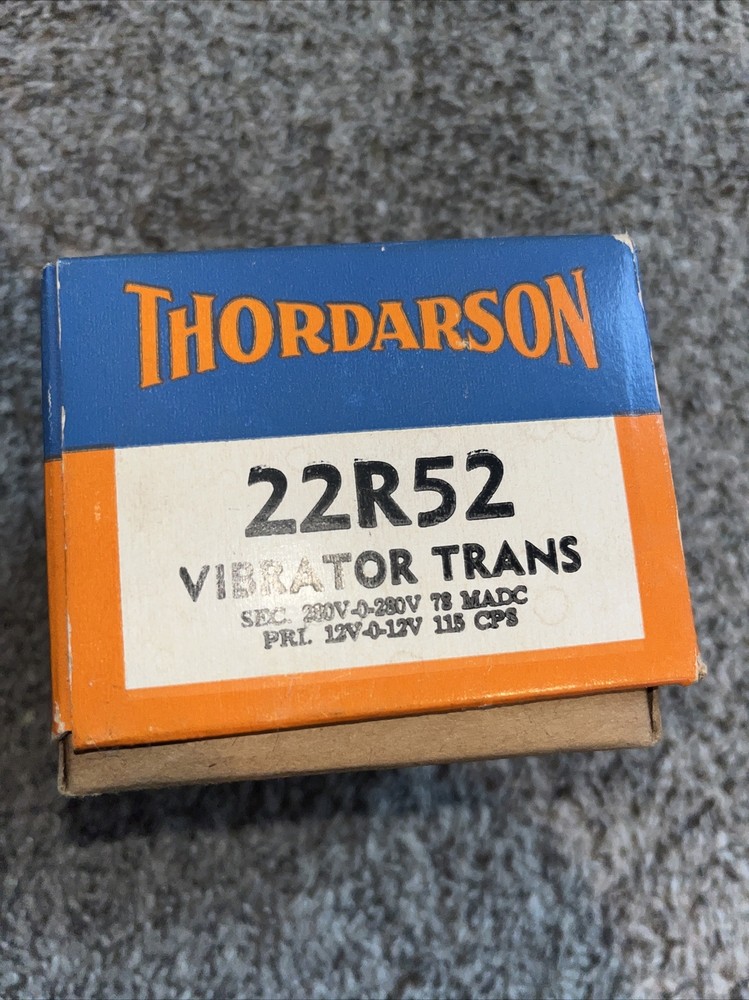 THORDARSON
22R52
VIBRATOR TRANS
SEC. 280V-0-280V 78 MADC
PRI. 12V-0-12V 115 CPS